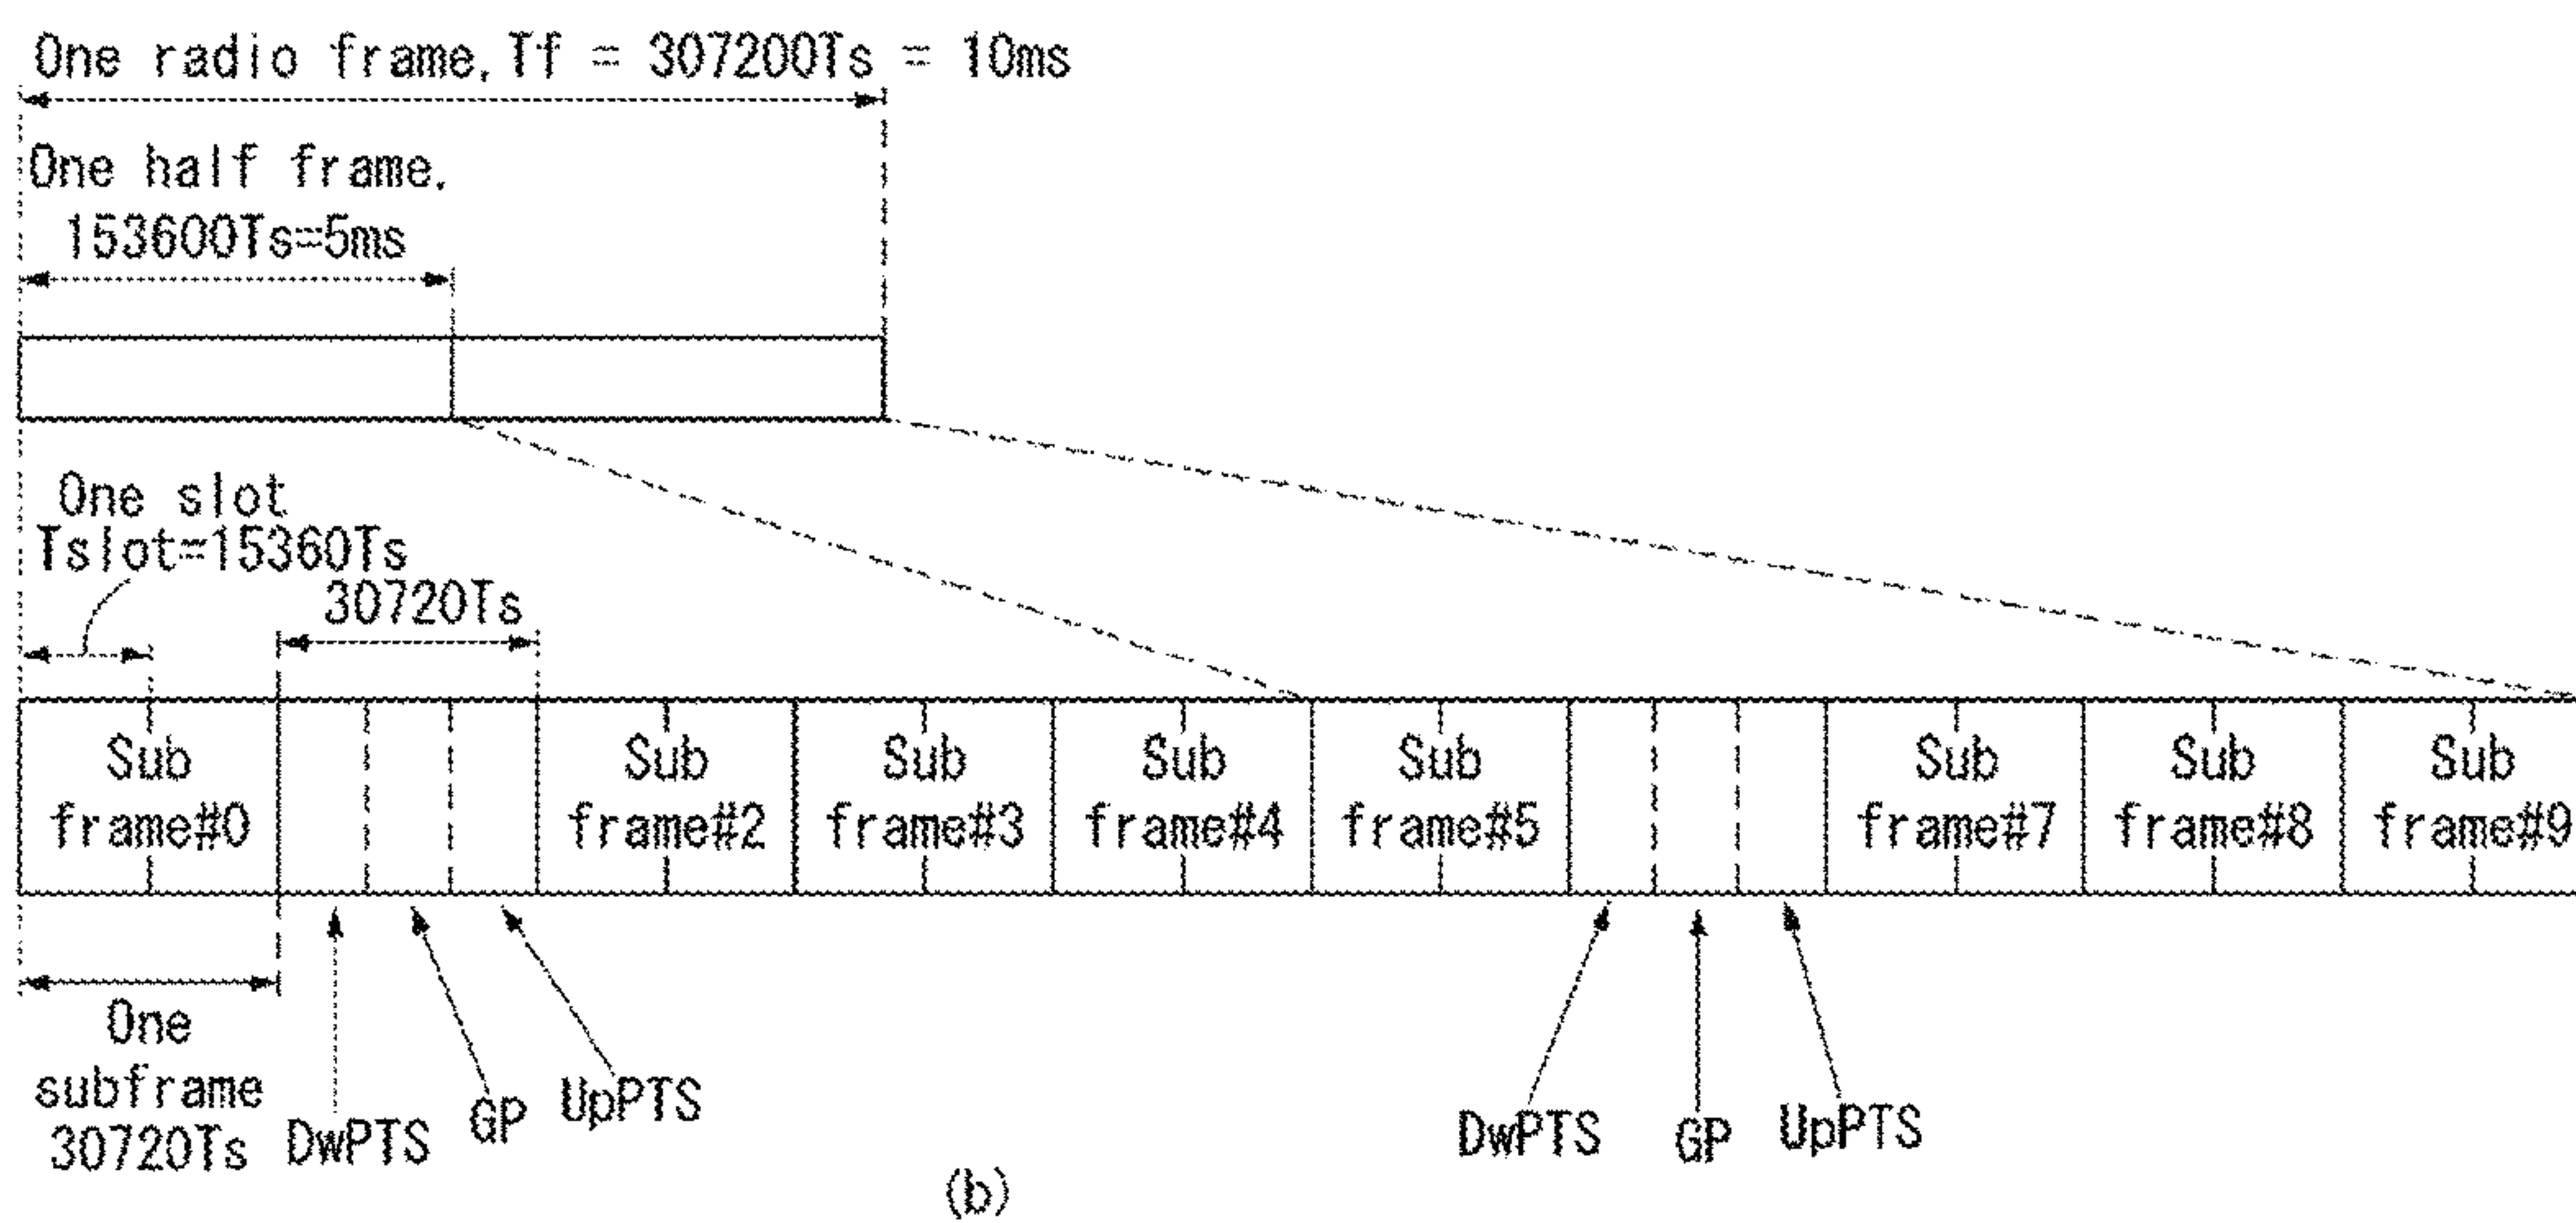 One radio frame, Tf = 307200Ts = 10ms
One half frame,
153600Ts=5ms
One slot
Tslot=15360Ts
30720Ts
Sub
frame#0
Sub
frame#2
Sub
frame#3
Sub
frame#4
Sub
frame#5
Sub
frame#7
Sub
frame#8
Sub
frame#9
One
subframe
30720Ts
DwPTS
GP
UpPTS
DwPTS
GP
UpPTS
(b)